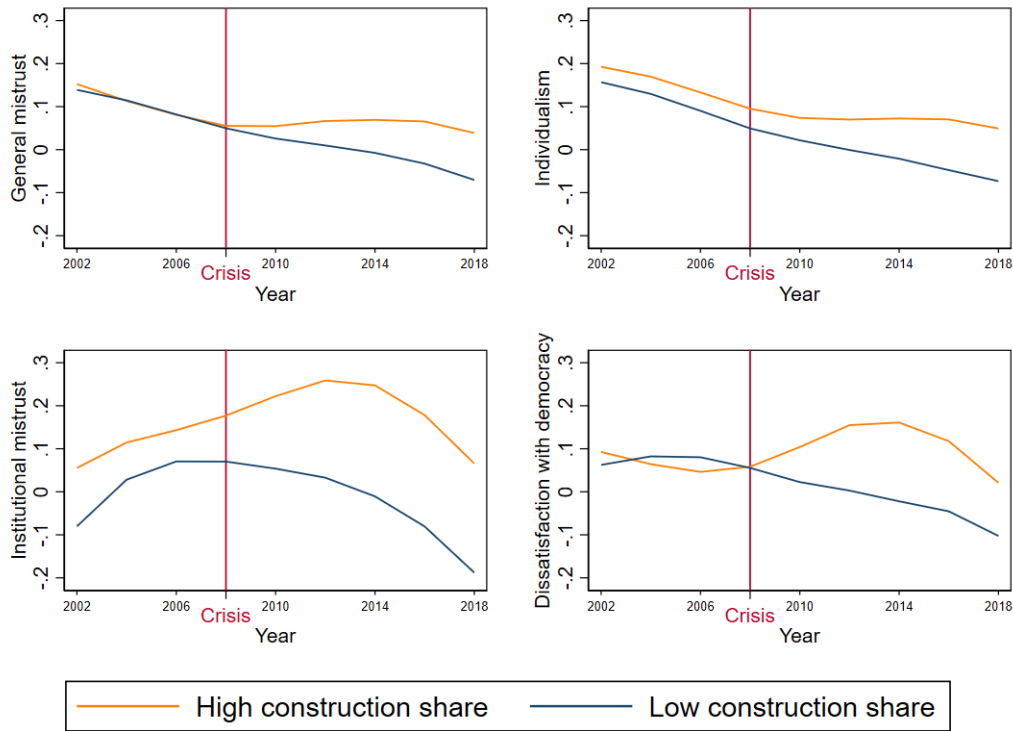 General mistrust
.3
.2
.1
0
-.1
-.2
2002 2006 2010 2014 2018
Crisis
Year
Individualism
.3
.2
.1
0
-.1
-.2
2002 2006 2010 2014 2018
Crisis
Year
Institutional mistrust
.3
.2
.1
0
-.1
-.2
2002 2006 2010 2014 2018
Crisis
Year
Dissatisfaction with democracy
.3
.2
.1
0
-.1
-.2
2002 2006 2010 2014 2018
Crisis
Year
High construction share Low construction share